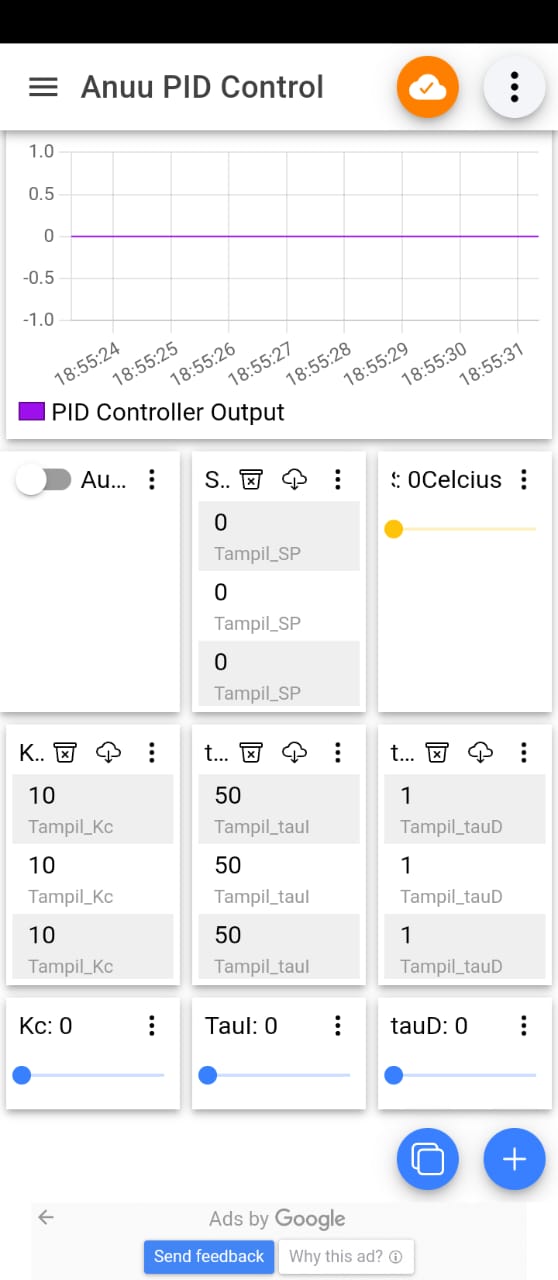 Anuu PID Control
1.0
0.5
0
-0.5
-1.0
18:55:24 18:55:25 18:55:26 18:55:27 18:55:28 18:55:29 18:55:30 18:55:31
PID Controller Output
Au...
S..
: 0Celcius
0
Tampil_SP
0
Tampil_SP
0
Tampil_SP
K..
t...
t...
10
Tampil_Kc
10
Tampil_Kc
10
Tampil_Kc
50
Tampil_tauI
50
Tampil_tauI
50
Tampil_tauI
1
Tampil_tauD
1
Tampil_tauD
1
Tampil_tauD
Kc: 0
TauI: 0
tauD: 0
Ads by Google
Send feedback
Why this ad?